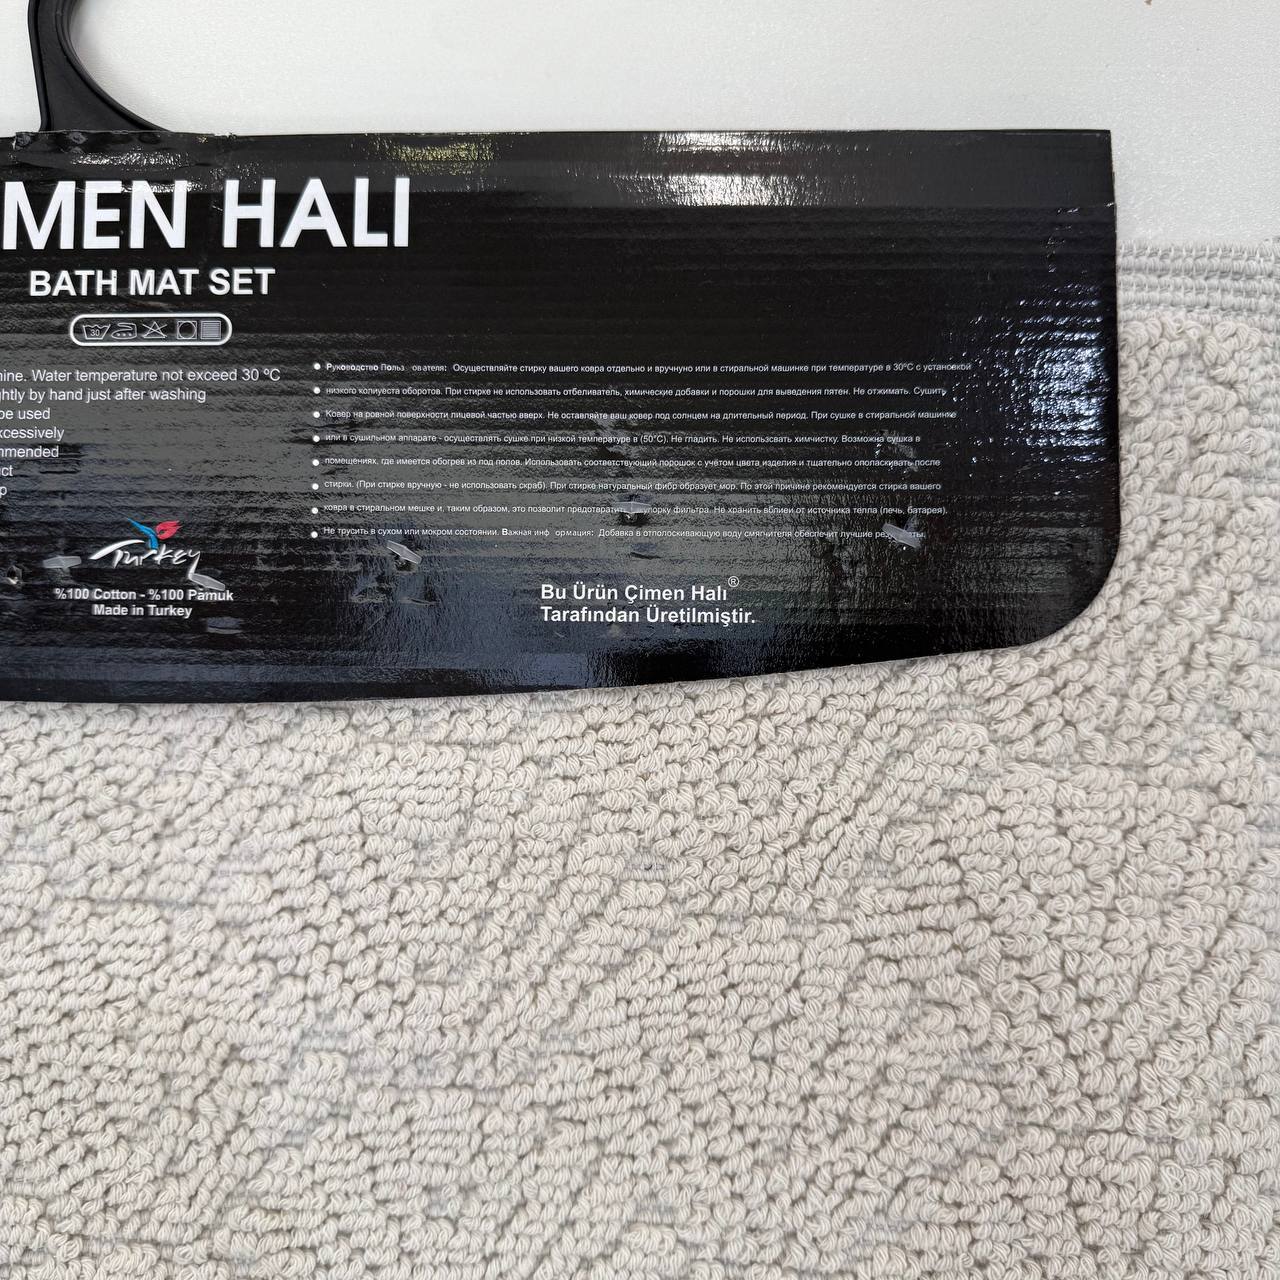 MEN HALI
BATH MAT SET
30
hine. Water temperature not exceed 30 ºC
ghtly by hand just after washing
be used
xcessively
mmended
ct
p
Turkey
%100 Cotton - %100 Pamuk
Made in Turkey
Руководство Польз ователя: Осуществляйте стирку вашего ковра отдельно и вручную или в стиральной машинке при температуре в 30°C с установкой
низкого колиуеста оборотов. При стирке не использовать отбеливатель, химические добавки и порошки для выведения пятен. Не отжимать. Сушить
Ковер на ровной поверхности лицевой частью вверх. Не оставляйте ваш ковер под солнцем на длительный период. При сушке в стиральной машинке
или в сушильном аппарате - осуществлять сушке при низкой температуре в (50°C). Не гладить. Не использсвать химчистку. Возможна сушка в
помещениях, где имеется обогрев из под полов. Использовать соответствующий порошок с учётом цвета изделия и тщательно ополаскивать после
стирки. (При стирке вручную - не использовать скраб). При стирке натуральный фибр образует мор. По этой причине рекомендуется стирка вашего
ковра в стиральном мешке и, таким образом, это позволит предотвратить фильтра. Не хранить вблиеи от источника тепла (печь, батарея).
Не трусить в сухом или мокром состоянии. Важная инф ормация: Добавка в отполоскивающую воду смягчителя обеспечит лучшие
Bu Ürün Çimen Halı®
Tarafından Üretilmiştir.